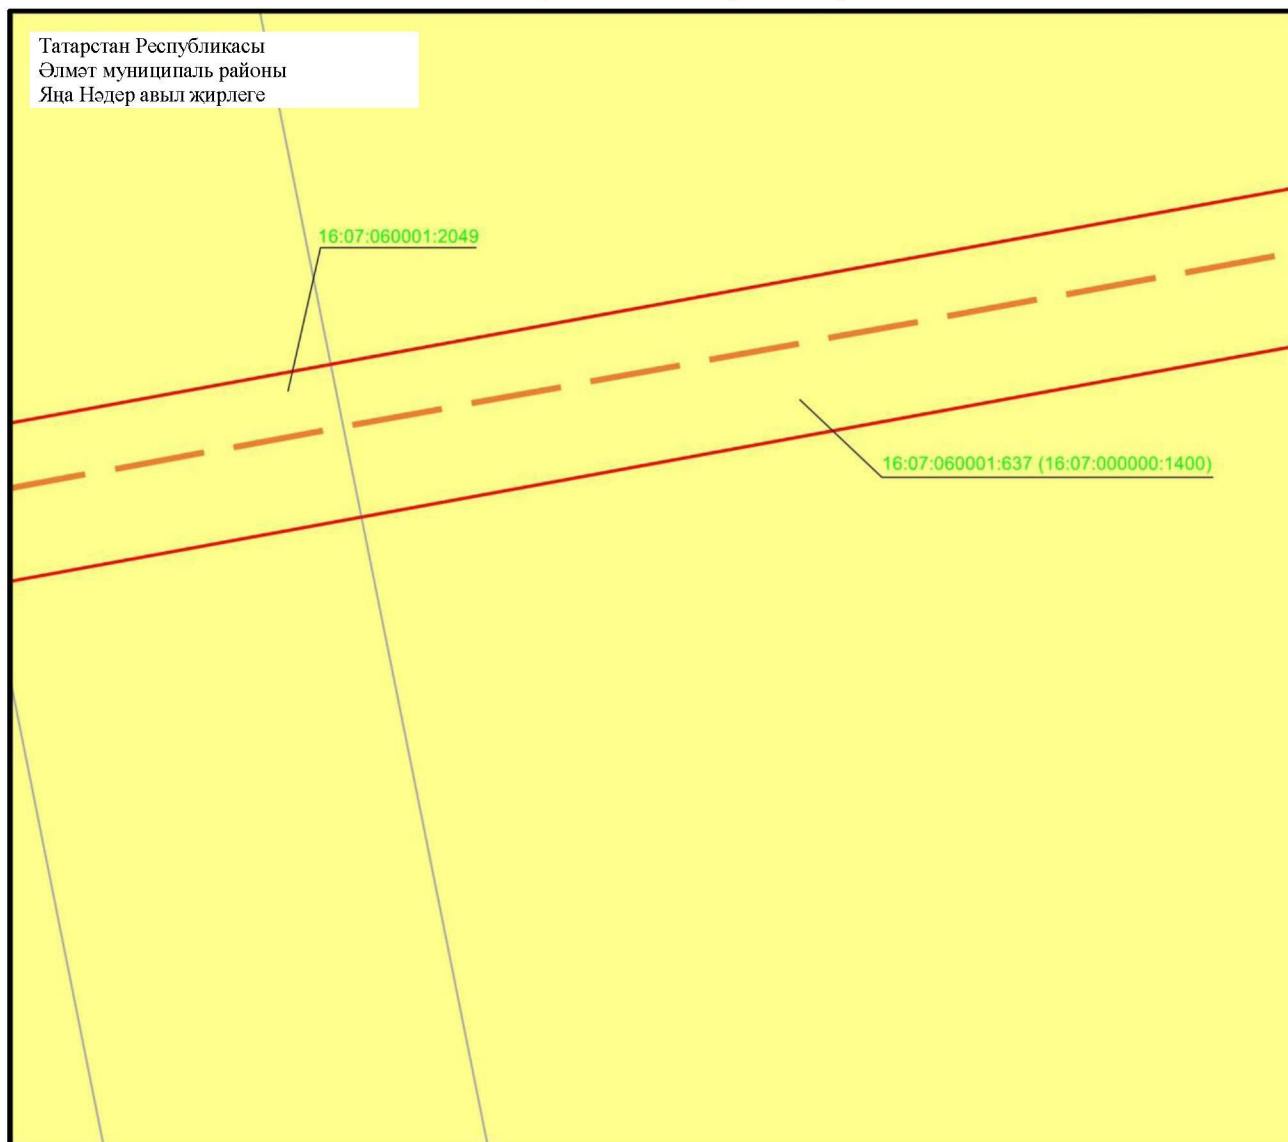 Татарстан Республикасы
Әлмәт муниципаль районы
Яңа Нәдер авыл җирлеге
16:07:060001:2049
16:07:060001:637 (16:07:000000:1400)